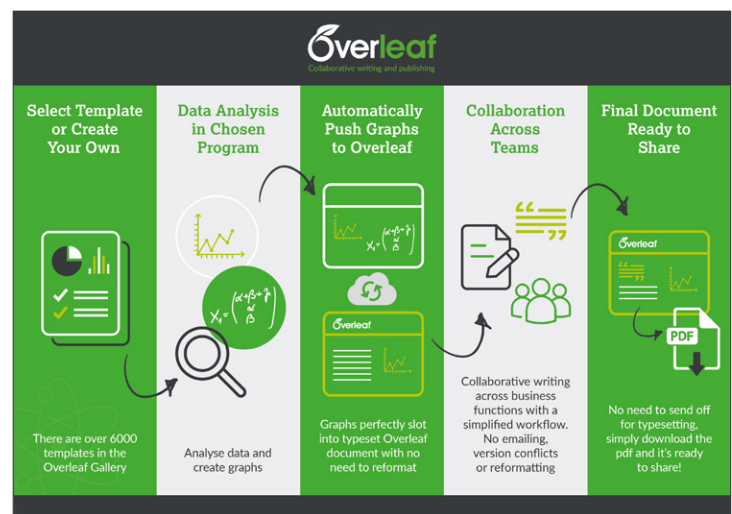 Overleaf
Collaborative writing and publishing
Select Template
or Create
Your Own
There are over 6000
templates in the
Overleaf Gallery
Data Analysis
in Chosen
Program
(α+β+γ
α
X₁=
β)
Analyse data and
create graphs
Automatically
Push Graphs
to Overleaf
(α+β+γ
α
X₁=
β)
Overleaf
Graphs perfectly slot
into typeset Overleaf
document with no
need to reformat
Collaboration
Across
Teams
Collaborative writing
across business
functions with a
simplified workflow.
No emailing,
version conflicts
or reformatting
Final Document
Ready to
Share
Overleaf
PDF
No need to send off
for typesetting,
simply download the
pdf and it's ready
to share!